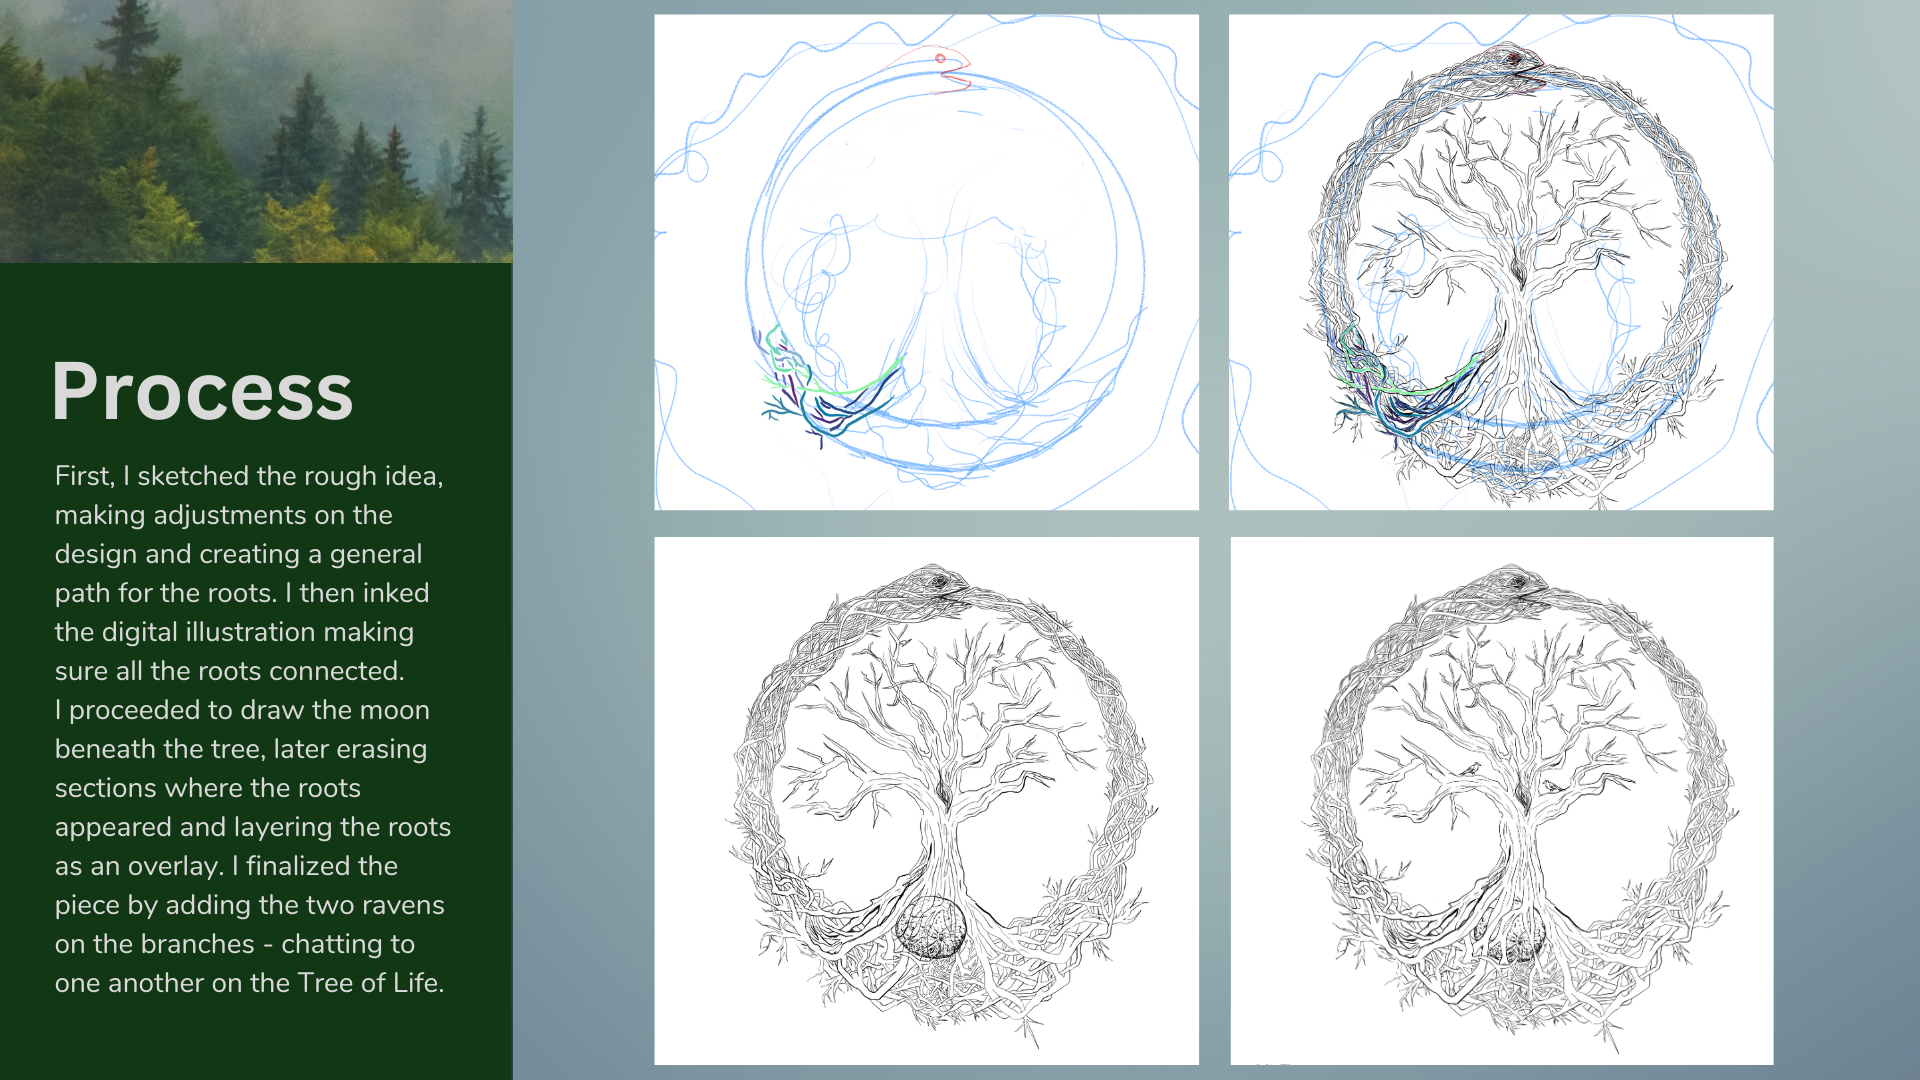 Process
First, I sketched the rough idea,
making adjustments on the
design and creating a general
path for the roots. I then inked
the digital illustration making
sure all the roots connected.
I proceeded to draw the moon
beneath the tree, later erasing
sections where the roots
appeared and layering the roots
as an overlay. I finalized the
piece by adding the two ravens
on the branches - chatting to
one another on the Tree of Life.